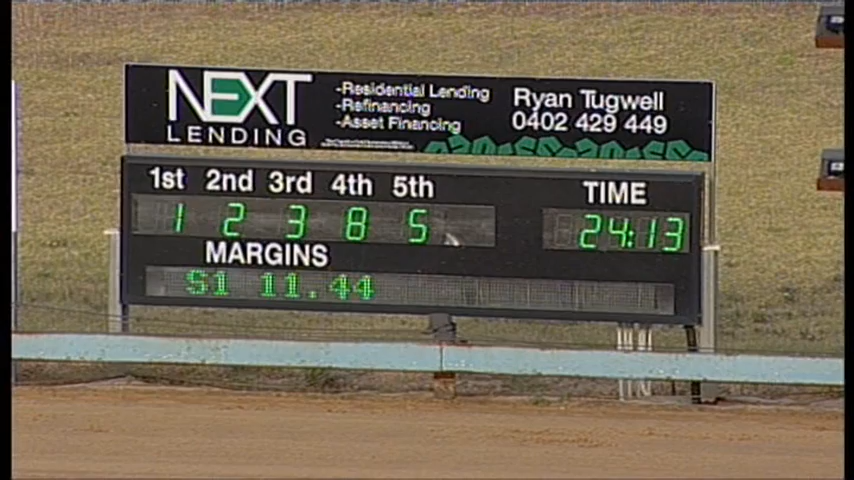 NEXT
LENDING
-Residential Lending
-Refinancing
-Asset Financing
Ryan Tugwell
0402 429 449
1st 2nd 3rd 4th 5th TIME
1 2 3 8 5 24:13
MARGINS
S1 11.44